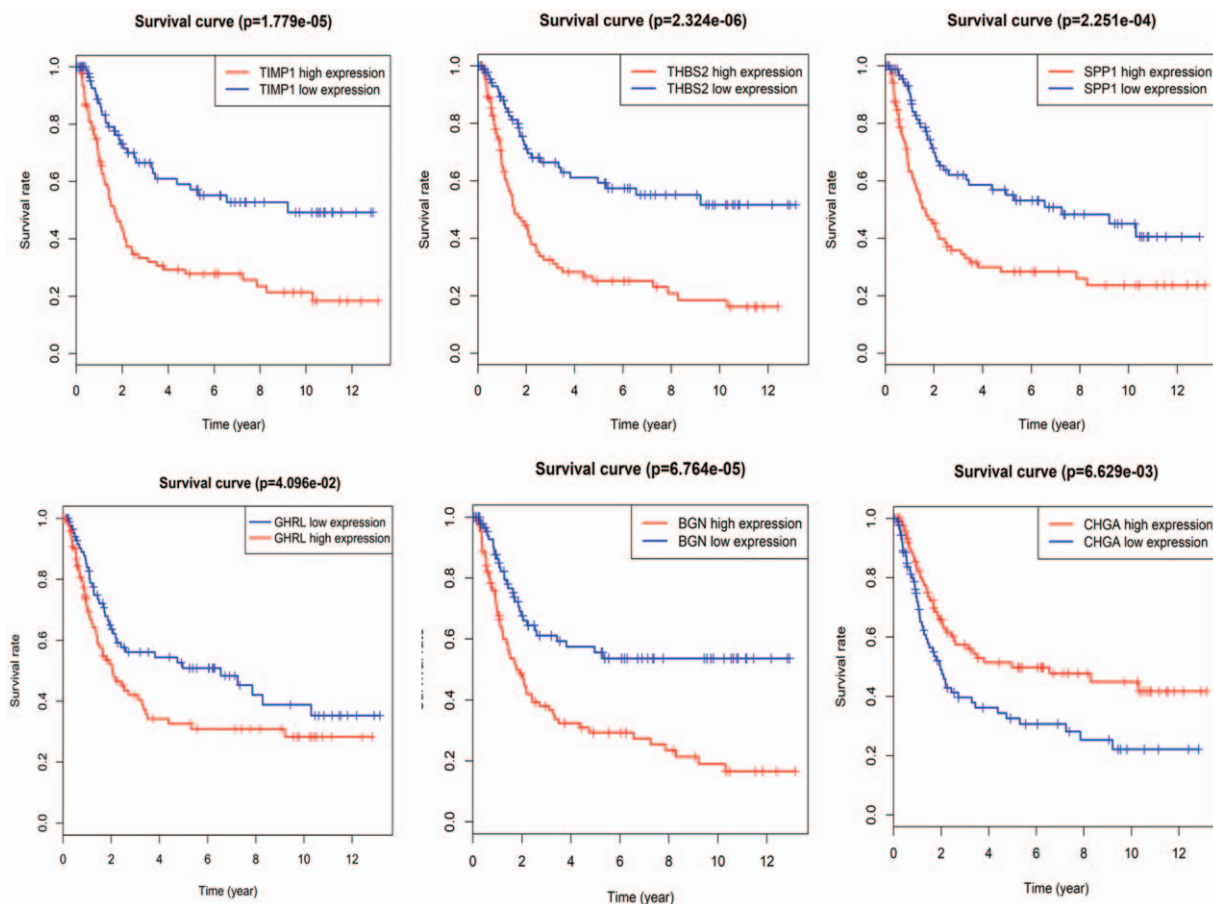 Survival curve (p=1.779e-05)
TIMP1 high expression
TIMP1 low expression
Survival rate
1.0
0.8
0.6
0.4
0.2
0.0
0 2 4 6 8 10 12
Time (year)
Survival curve (p=2.324e-06)
THBS2 high expression
THBS2 low expression
Survival rate
1.0
0.8
0.6
0.4
0.2
0.0
0 2 4 6 8 10 12
Time (year)
Survival curve (p=2.251e-04)
SPP1 high expression
SPP1 low expression
Survival rate
1.0
0.8
0.6
0.4
0.2
0.0
0 2 4 6 8 10 12
Time (year)
Survival curve (p=4.096e-02)
GHRL low expression
GHRL high expression
Survival rate
1.0
0.8
0.6
0.4
0.2
0.0
0 2 4 6 8 10 12
Time (year)
Survival curve (p=6.764e-05)
BGN high expression
BGN low expression
1.0
0.8
0.6
0.4
0.2
0.0
0 2 4 6 8 10 12
Time (year)
Survival curve (p=6.629e-03)
CHGA high expression
CHGA low expression
Survival rate
1.0
0.8
0.6
0.4
0.2
0.0
0 2 4 6 8 10 12
Time (year)